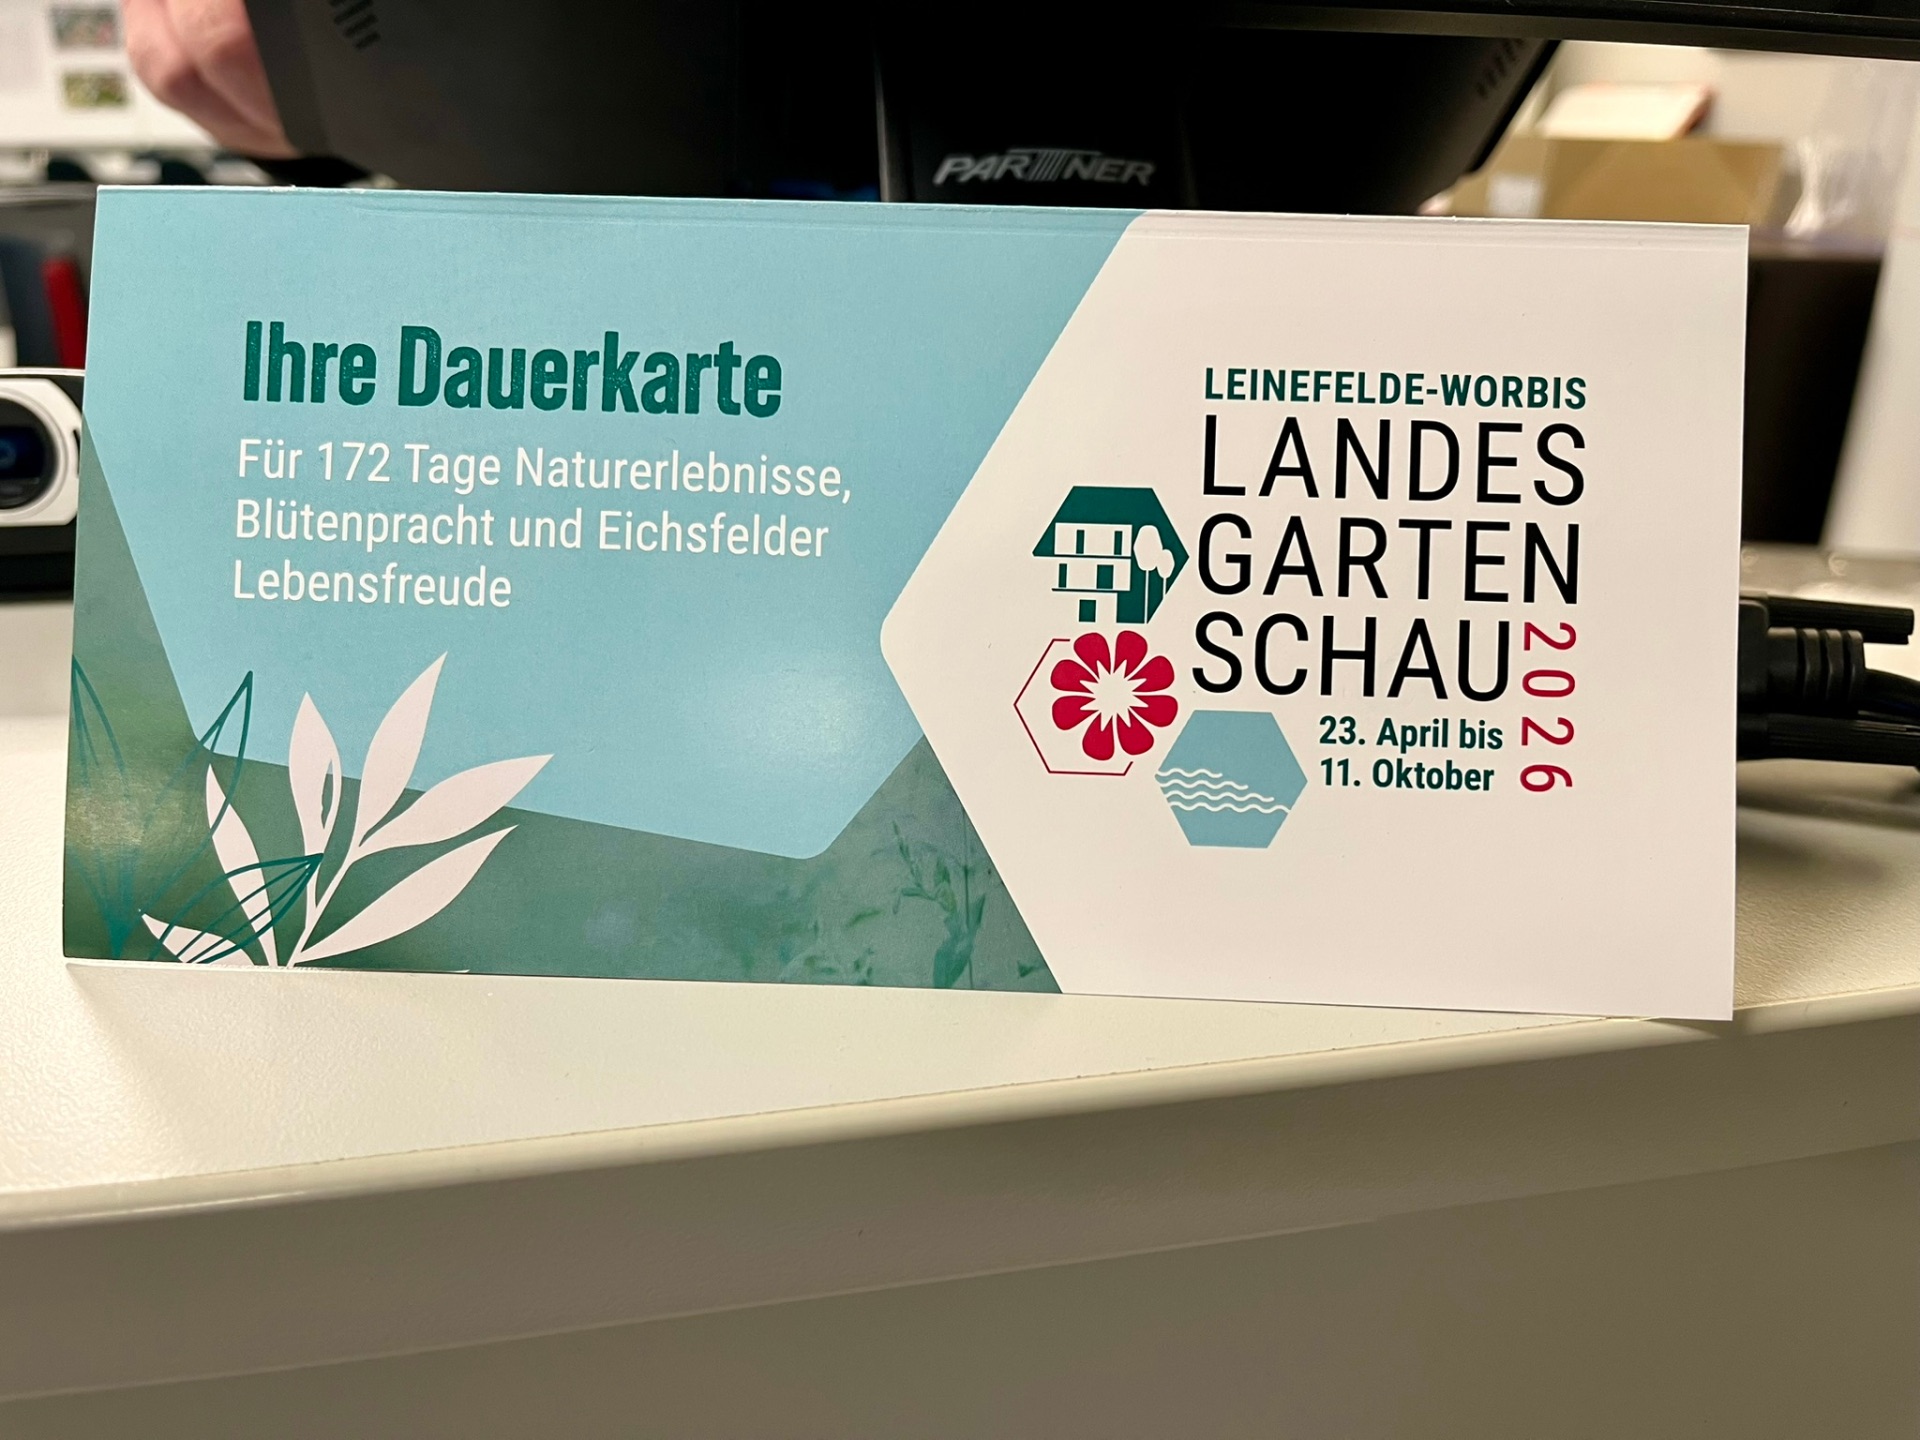 PARTNER
Ihre Dauerkarte
Für 172 Tage Naturerlebnisse,
Blütenpracht und Eichsfelder
Lebensfreude
LEINEFELDE-WORBIS
LANDES
GARTEN
SCHAU
2026
23. April bis
11. Oktober